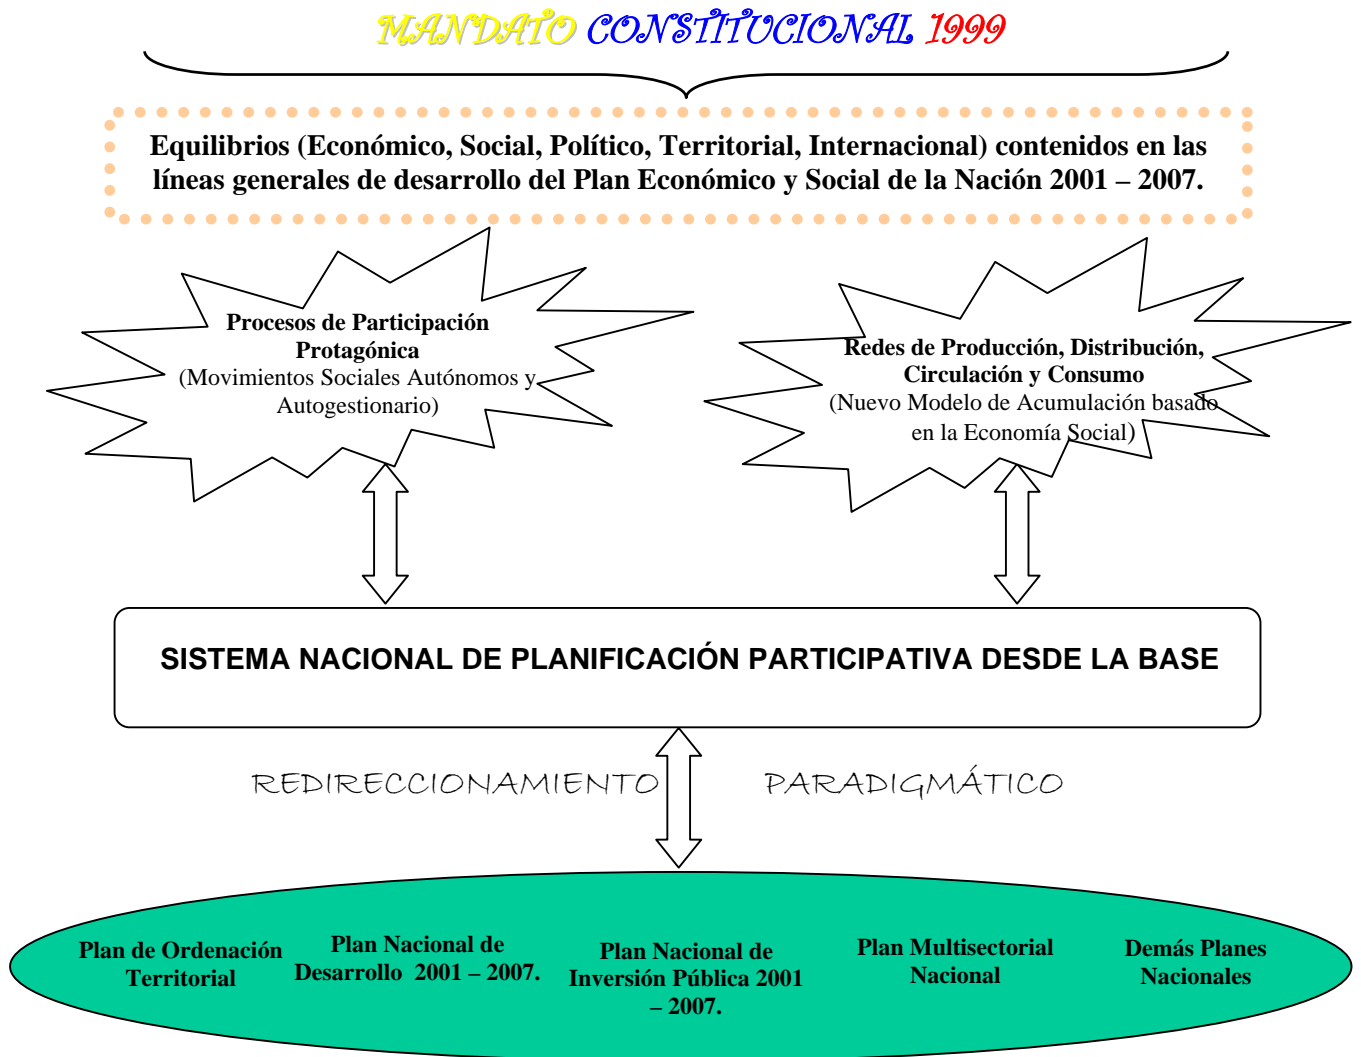 MANDATO CONSTITUCIONAL 1999
Equilibrios (Económico, Social, Político, Territorial, Internacional) contenidos en las
líneas generales de desarrollo del Plan Económico y Social de la Nación 2001 – 2007.
Procesos de Participación
Protagónica
(Movimientos Sociales Autónomos y
Autogestionario)
Redes de Producción, Distribución,
Circulación y Consumo
(Nuevo Modelo de Acumulación basado
en la Economía Social)
SISTEMA NACIONAL DE PLANIFICACIÓN PARTICIPATIVA DESDE LA BASE
REDIRECCIONAMIENTO PARADIGMÁTICO
Plan de Ordenación
Territorial
Plan Nacional de
Desarrollo 2001 – 2007.
Plan Nacional de
Inversión Pública 2001
– 2007.
Plan Multisectorial
Nacional
Demás Planes
Nacionales